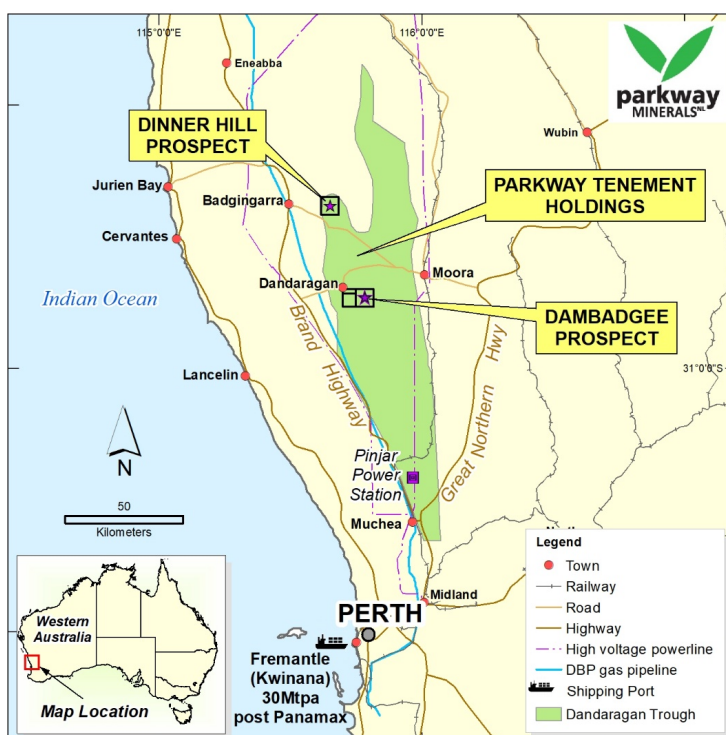 115°0'0"E
116°0'0"E
Eneabba
parkway
MINERALS NL
Wubin
DINNER HILL
PROSPECT
Jurien Bay
Badgingarra
PARKWAY TENEMENT
HOLDINGS
Cervantes
Moora
Dandaragan
Indian Ocean
DAMBADGEE
PROSPECT
Brand Highway
Great Northern Hwy
31°0'0"S
Lancelin
N
Pinjar
Power
Station
50
Kilometers
Muchea
Legend
Town
Railway
Road
Highway
High voltage powerline
DBP gas pipeline
Shipping Port
Dandaragan Trough
Midland
PERTH
Fremantle
(Kwinana)
30Mtpa
post Panamax
Western
Australia
Map Location